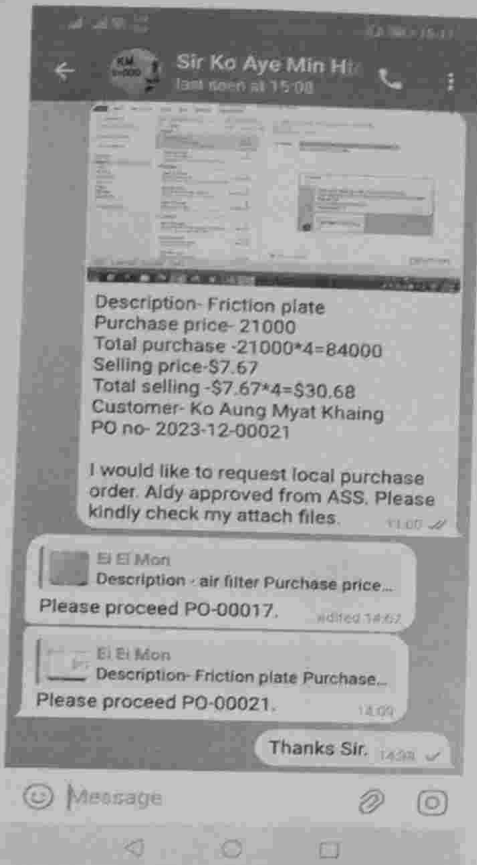 Sir Ko Aye Min Ht
last seen at 15:08
Description- Friction plate
Purchase price- 21000
Total purchase -21000*4=84000
Selling price-$7.67
Total selling -$7.67*4=$30.68
Customer- Ko Aung Myat Khaing
PO no- 2023-12-00021
I would like to request local purchase
order. Aldy approved from ASS. Please
kindly check my attach files.
11:00
Ei Ei Mon
Description - air filter Purchase price...
Please proceed PO-00017.
edited
Ei Ei Mon
Description- Friction plate Purchase...
Please proceed PO-00021.
14:09
Thanks Sir.
Message